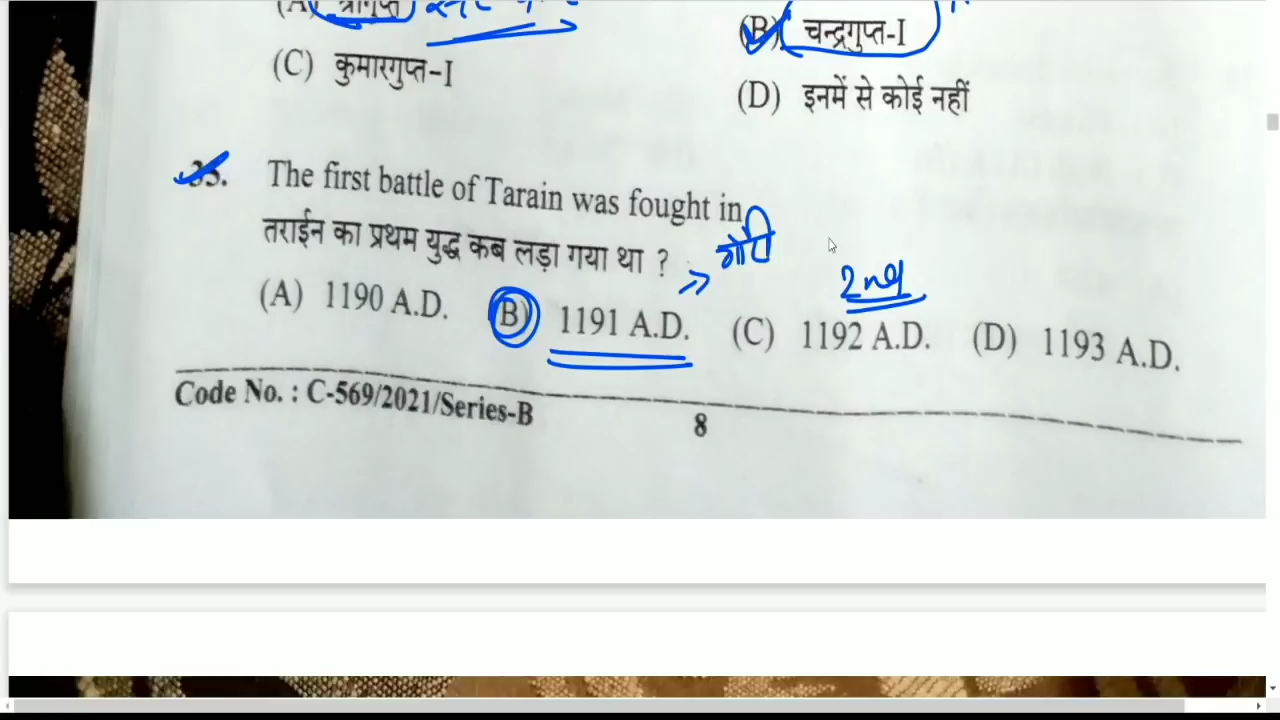 (A) श्रीगुप्त
(B) चन्द्रगुप्त-I
(C) कुमारगुप्त-I
(D) इनमें से कोई नहीं
35. The first battle of Tarain was fought in
तराईन का प्रथम युद्ध कब लड़ा गया था ?
गोरी
2nd
(A) 1190 A.D. (B) 1191 A.D. (C) 1192 A.D. (D) 1193 A.D.
Code No. : C-569/2021/Series-B 8